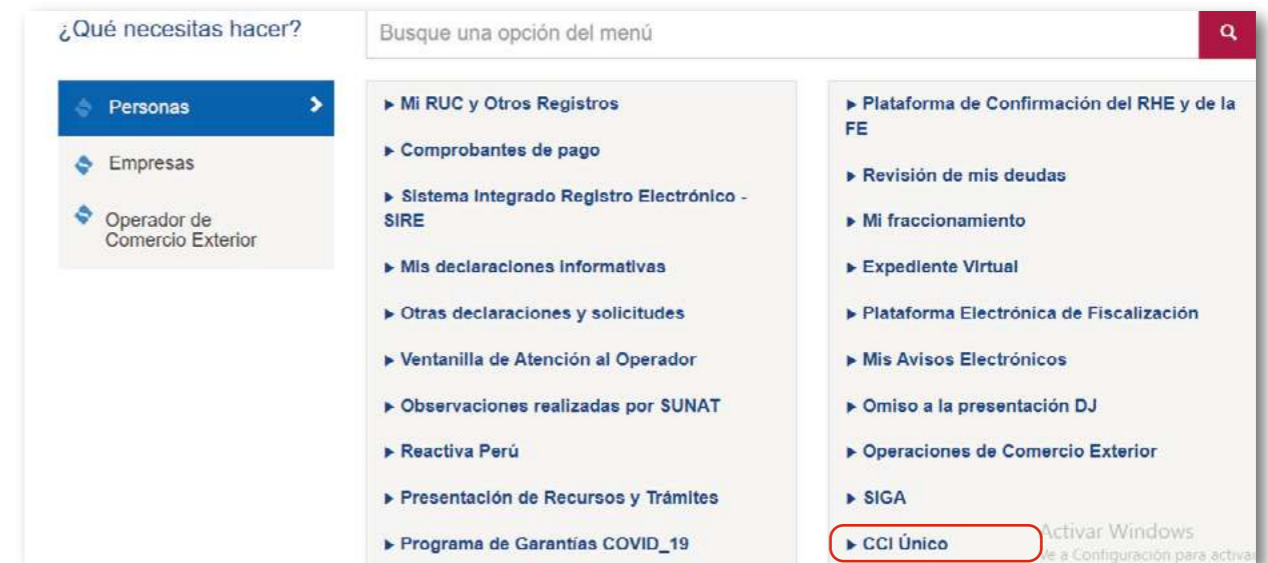 ¿Qué necesitas hacer?
Busque una opción del menú
Personas
Empresas
Operador de
Comercio Exterior
Mi RUC y Otros Registros
Comprobantes de pago
Sistema Integrado Registro Electrónico -
SIRE
Mis declaraciones informativas
Otras declaraciones y solicitudes
Ventanilla de Atención al Operador
Observaciones realizadas por SUNAT
Reactiva Perú
Presentación de Recursos y Trámites
Programa de Garantías COVID_19
Plataforma de Confirmación del RHE y de la
FE
Revisión de mis deudas
Mi fraccionamiento
Expediente Virtual
Plataforma Electrónica de Fiscalización
Mis Avisos Electrónicos
Omiso a la presentación DJ
Operaciones de Comercio Exterior
SIGA
CCI Único
Activar Windows
Ve a Configuración para activar